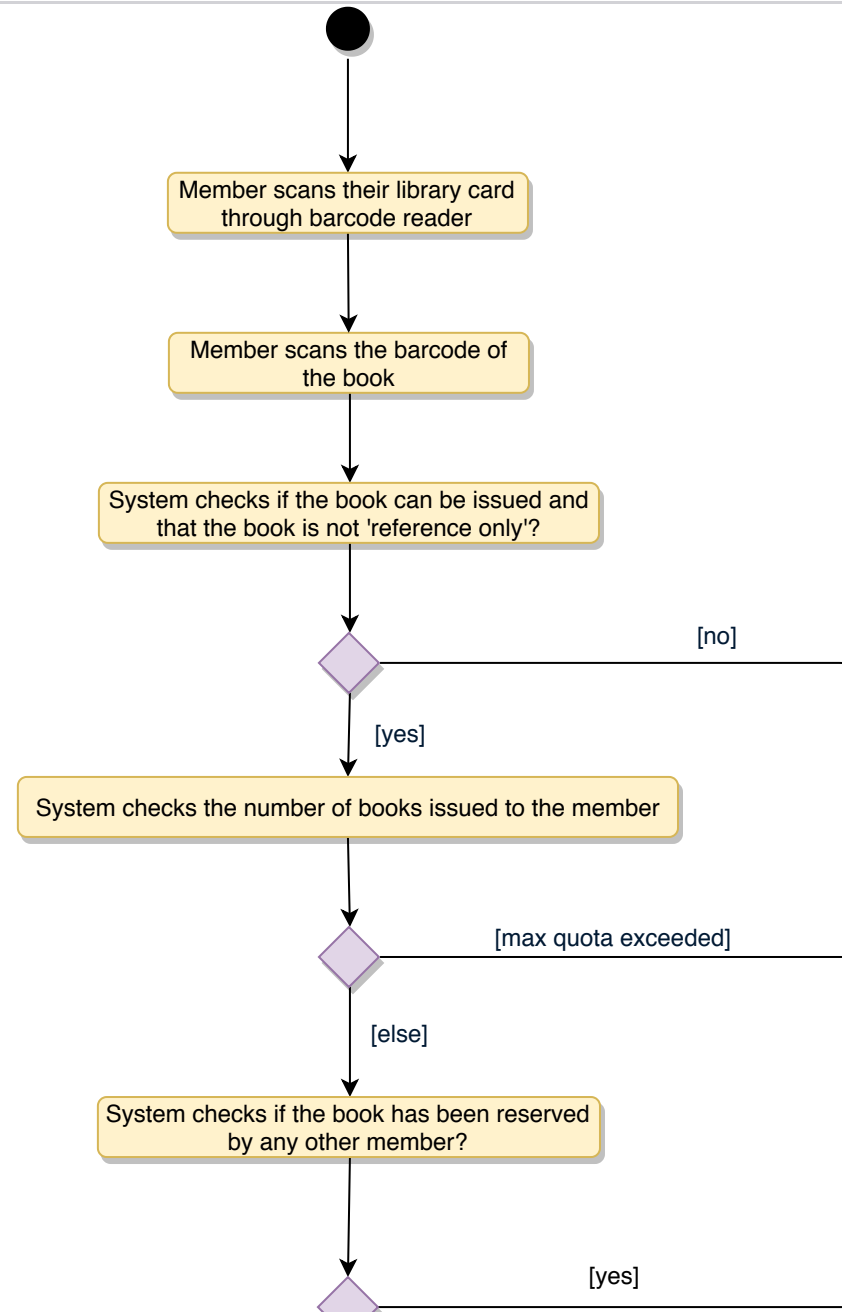 Member scans their library card
through barcode reader
Member scans the barcode of
the book
System checks if the book can be issued and
that the book is not 'reference only'?
[no]
[yes]
System checks the number of books issued to the member
[max quota exceeded]
[else]
System checks if the book has been reserved
by any other member?
[yes]